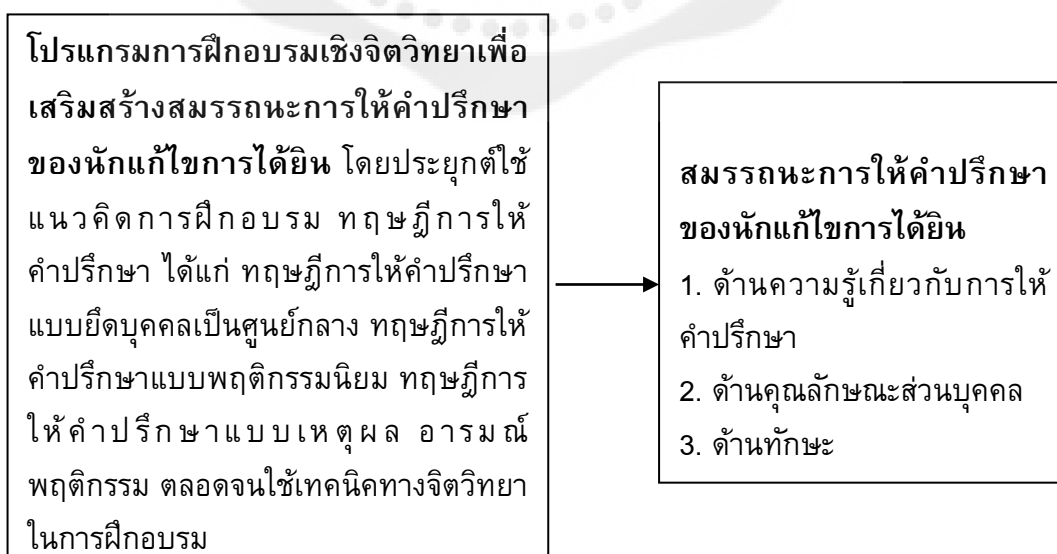 โปรแกรมการฝึกอบรมเชิงจิตวิทยาเพื่อ
เสริมสร้างสมรรถนะการให้คำปรึกษา
ของนักแก้ไขการได้ยิน โดยประยุกต์ใช้
แนวคิดการฝึกอบรม ทฤษฎีการให้
คำปรึกษา ได้แก่ ทฤษฎีการให้คำปรึกษา
แบบยึดบุคคลเป็นศูนย์กลาง ทฤษฎีการให้
คำปรึกษาแบบพฤติกรรมนิยม ทฤษฎีการ
ให้คำปรึกษาแบบเหตุผล อารมณ์
พฤติกรรม ตลอดจนใช้เทคนิคทางจิตวิทยา
ในการฝึกอบรม
สมรรถนะการให้คำปรึกษา
ของนักแก้ไขการได้ยิน
1. ด้านความรู้เกี่ยวกับการให้
คำปรึกษา
2. ด้านคุณลักษณะส่วนบุคคล
3. ด้านทักษะ